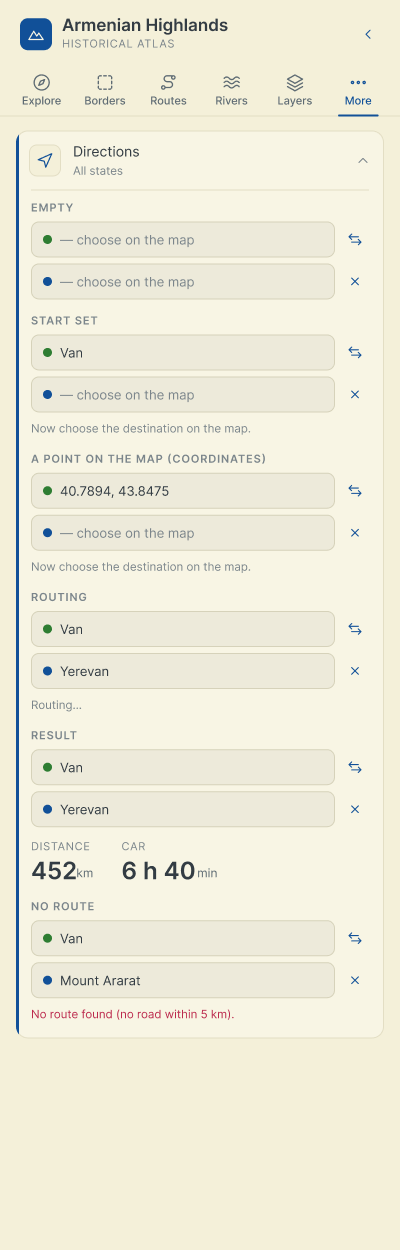 Armenian Highlands
HISTORICAL ATLAS
Explore
Borders
Routes
Rivers
Layers
More
Directions
All states
EMPTY
— choose on the map
— choose on the map
START SET
Van
— choose on the map
Now choose the destination on the map.
A POINT ON THE MAP (COORDINATES)
40.7894, 43.8475
— choose on the map
Now choose the destination on the map.
ROUTING
Van
Yerevan
Routing…
RESULT
Van
Yerevan
DISTANCE
CAR
452km
6 h 40 min
NO ROUTE
Van
Mount Ararat
No route found (no road within 5 km).